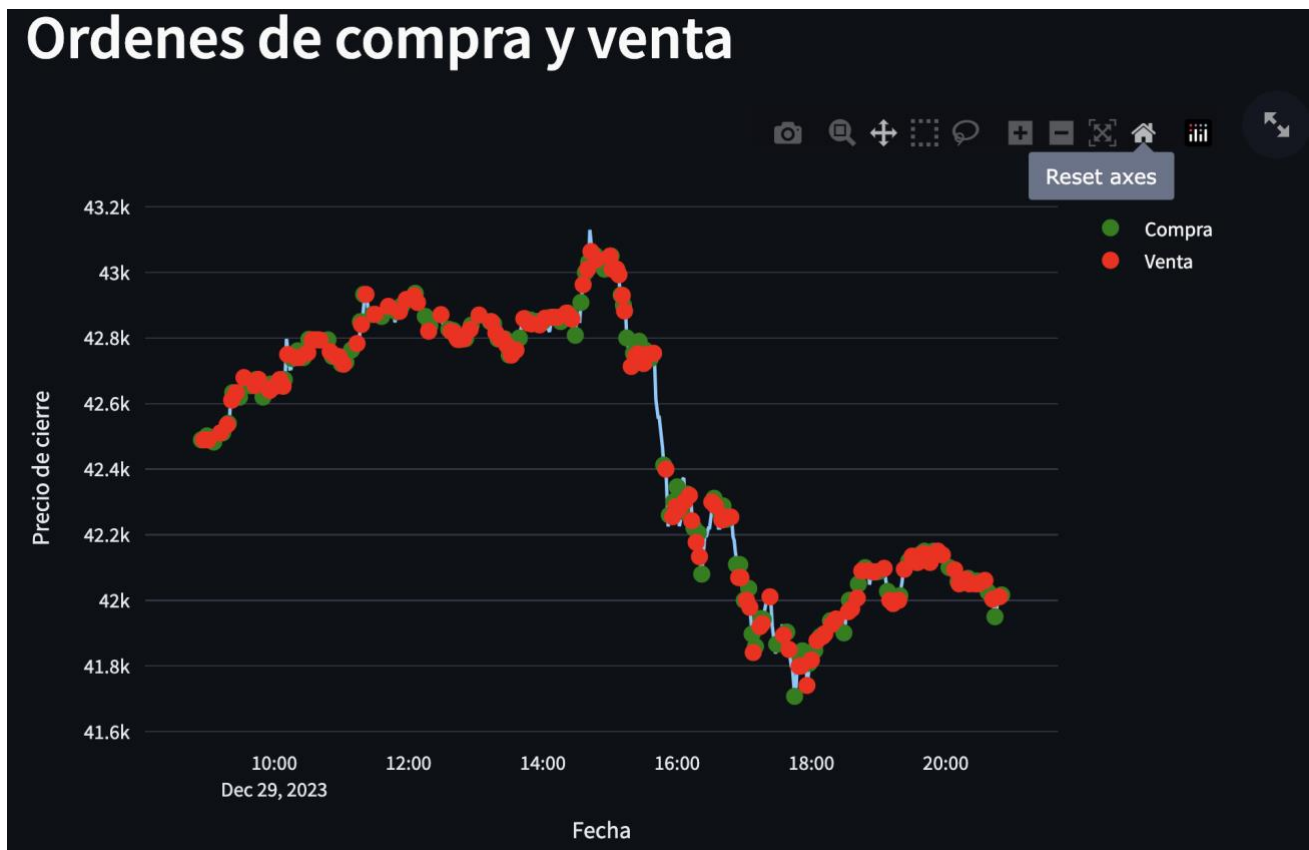 Ordenes de compra y venta
Reset axes
43.2k
43k
42.8k
42.6k
42.4k
42.2k
42k
41.8k
41.6k
Precio de cierre
Compra
Venta
10:00
12:00
14:00
16:00
18:00
20:00
Dec 29, 2023
Fecha